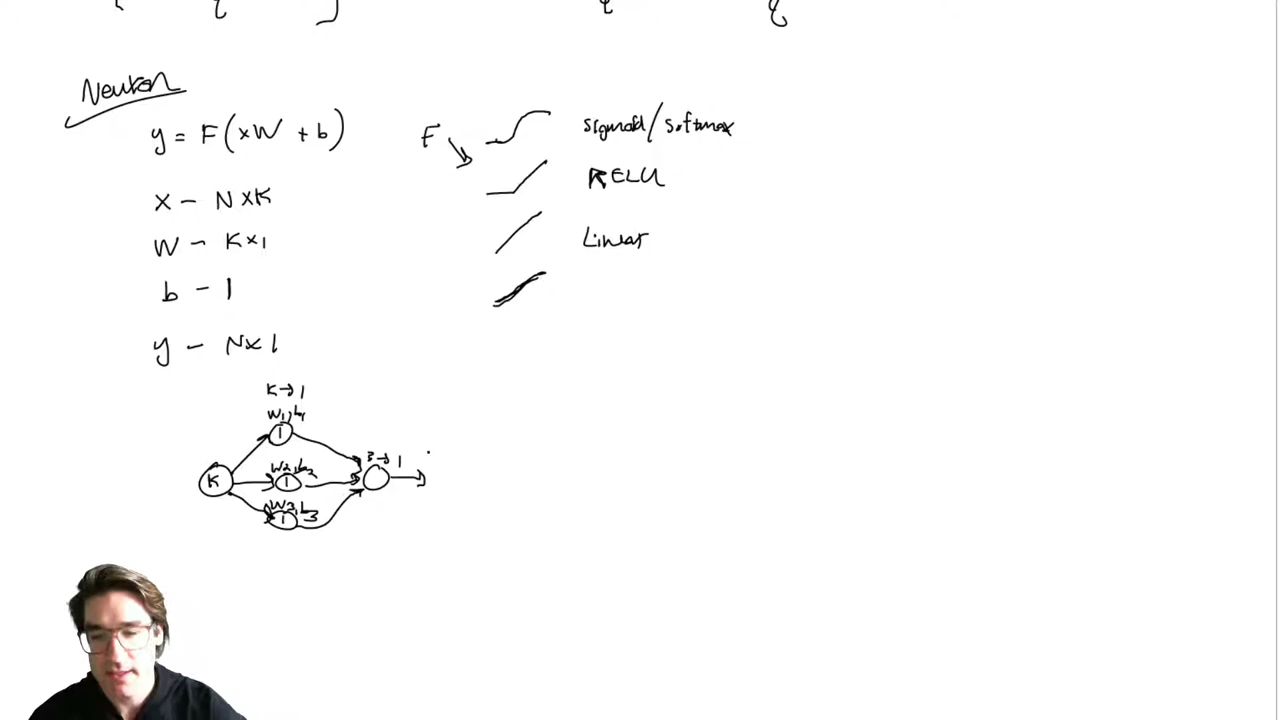 Neuron
y = F(xW + b)
x - N×K
W - K×1
b - 1
y - N×1
F
sigmoid/softmax
RELU
Linear
K→1
W1,b1
1
K
W2,b2
1
W3,b3
1
3→1